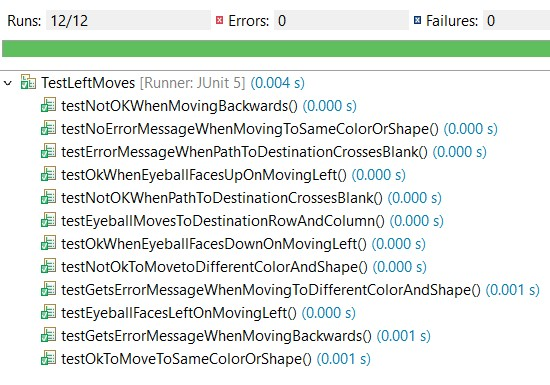 Runs: 12/12 Errors: 0 Failures: 0
TestLeftMoves [Runner: JUnit 5] (0.004 s)
testNotOKWhenMovingBackwards() (0.000 s)
testNoErrorMessageWhenMovingToSameColorOrShape() (0.000 s)
testErrorMessageWhenPathToDestinationCrossesBlank() (0.000 s)
testOkWhenEyeballFacesUpOnMovingLeft() (0.000 s)
testNotOKWhenPathToDestinationCrossesBlank() (0.000 s)
testEyeballMovesToDestinationRowAndColumn() (0.000 s)
testOkWhenEyeballFacesDownOnMovingLeft() (0.000 s)
testNotOkToMovetoDifferentColorAndShape() (0.000 s)
testGetsErrorMessageWhenMovingToDifferentColorAndShape() (0.001 s)
testEyeballFacesLeftOnMovingLeft() (0.000 s)
testGetsErrorMessageWhenMovingBackwards() (0.001 s)
testOkToMoveToSameColorOrShape() (0.001 s)